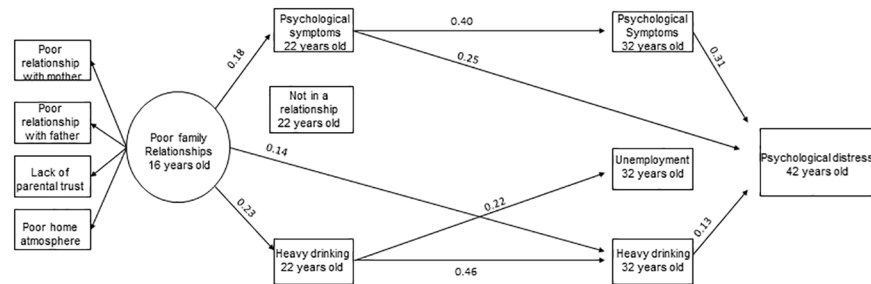 Poor
relationship
with mother
Poor
relationship
with father
Lack of
parental trust
Poor home
atmosphere
Poor family
Relationships
16 years old
0.18
0.14
0.23
Psychological
symptoms
22 years old
Not in a
relationship
22 years old
Heavy drinking
22 years old
0.40
0.25
0.22
0.46
Psychological
Symptoms
32 years old
Unemployment
32 years old
Heavy drinking
32 years old
0.31
0.13
Psychological distress
42 years old